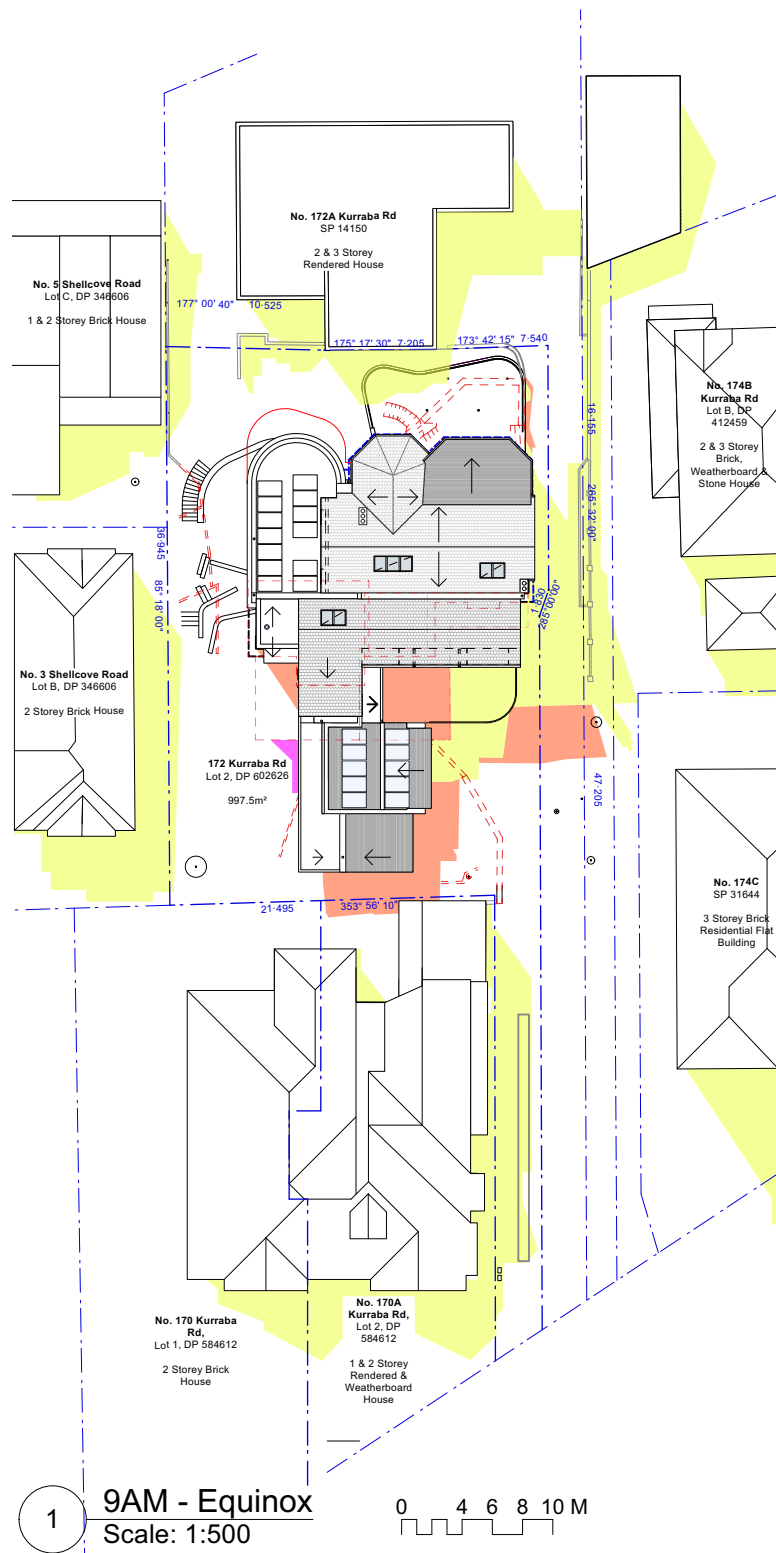 No. 172A Kurraba Rd
SP 14150
2 & 3 Storey
Rendered House
No. 5 Shellcove Road
Lot C, DP 346606
1 & 2 Storey Brick House
177° 00' 40" 10·525
175° 17' 30" 7·205
173° 42' 15" 7·540
No. 174B
Kurraba Rd
Lot B, DP
412459
2 & 3 Storey
Brick,
Weatherboard &
Stone House
16·155
265° 32' 00"
36·945
85° 18' 00"
1·830
285° 00' 00"
No. 3 Shellcove Road
Lot B, DP 346606
2 Storey Brick House
172 Kurraba Rd
Lot 2, DP 602626
997.5m²
47·205
No. 174C
SP 31644
3 Storey Brick
Residential Flat
Building
21·495
353° 56' 10"
No. 170 Kurraba
Rd,
Lot 1, DP 584612
2 Storey Brick
House
No. 170A
Kurraba Rd,
Lot 2, DP
584612
1 & 2 Storey
Rendered &
Weatherboard
House
1
9AM - Equinox
Scale: 1:500
0 4 6 8 10 M